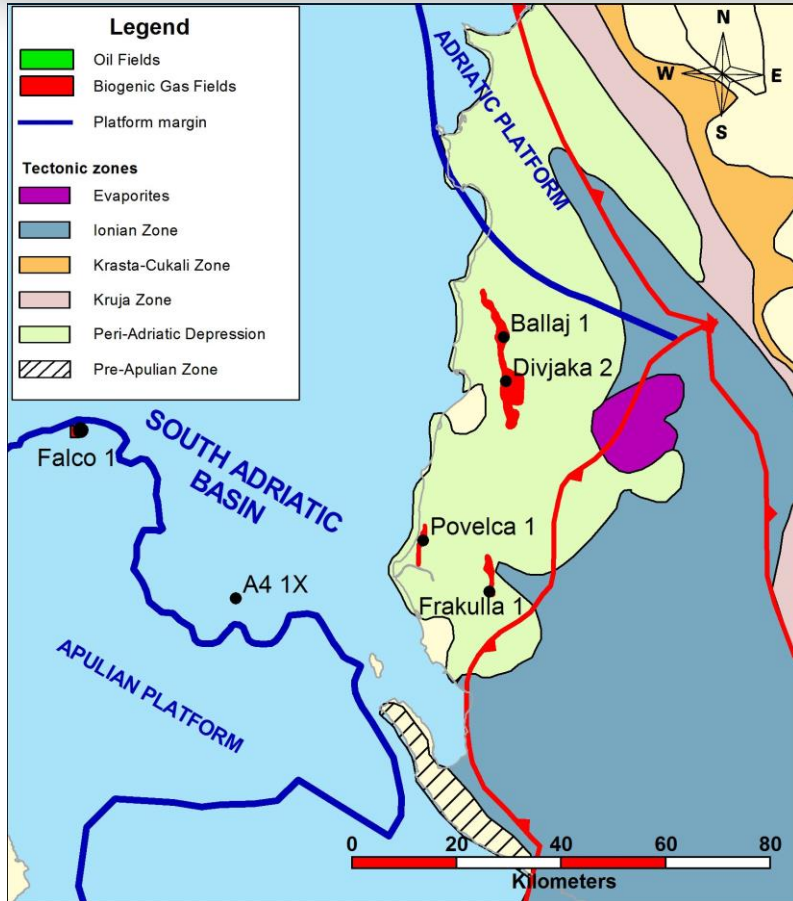 Legend
Oil Fields
Biogenic Gas Fields
Platform margin
Tectonic zones
Evaporites
Ionian Zone
Krasta-Cukali Zone
Kruja Zone
Peri-Adriatic Depression
Pre-Apulian Zone
N
W
E
S
ADRIATIC PLATFORM
Ballaj 1
Divjaka 2
Falco 1
SOUTH ADRIATIC
BASIN
Povelca 1
A4 1X
Frakulla 1
APULIAN PLATFORM
0 20 40 60 80
Kilometers